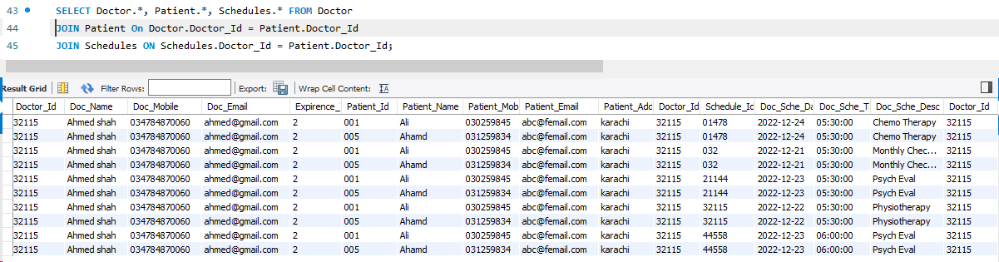 43 SELECT Doctor.*, Patient.*, Schedules.* FROM Doctor
44 JOIN Patient On Doctor.Doctor_Id = Patient.Doctor_Id
45 JOIN Schedules ON Schedules.Doctor_Id = Patient.Doctor_Id;
Result Grid Filter Rows: Export: Wrap Cell Content:
Doctor_Id Doc_Name Doc_Mobile Doc_Email Expirence_ Patient_Id Patient_Name Patient_Mob Patient_Email Patient_Add Doctor_Id Schedule_Id Doc_Sche_Da Doc_Sche_T Doc_Sche_Desc Doctor_Id
32115 Ahmed shah 034784870060 ahmed@gmail.com 2 001 Ali 030259845 abc@femail.com karachi 32115 01478 2022-12-24 05:30:00 Chemo Therapy 32115
32115 Ahmed shah 034784870060 ahmed@gmail.com 2 005 Ahamd 031259834 abc@femail.com karachi 32115 01478 2022-12-24 05:30:00 Chemo Therapy 32115
32115 Ahmed shah 034784870060 ahmed@gmail.com 2 001 Ali 030259845 abc@femail.com karachi 32115 032 2022-12-21 05:30:00 Monthly Chec... 32115
32115 Ahmed shah 034784870060 ahmed@gmail.com 2 005 Ahamd 031259834 abc@femail.com karachi 32115 032 2022-12-21 05:30:00 Monthly Chec... 32115
32115 Ahmed shah 034784870060 ahmed@gmail.com 2 001 Ali 030259845 abc@femail.com karachi 32115 21144 2022-12-23 05:30:00 Psych Eval 32115
32115 Ahmed shah 034784870060 ahmed@gmail.com 2 005 Ahamd 031259834 abc@femail.com karachi 32115 21144 2022-12-23 05:30:00 Psych Eval 32115
32115 Ahmed shah 034784870060 ahmed@gmail.com 2 001 Ali 030259845 abc@femail.com karachi 32115 32115 2022-12-22 05:30:00 Physiotherapy 32115
32115 Ahmed shah 034784870060 ahmed@gmail.com 2 005 Ahamd 031259834 abc@femail.com karachi 32115 32115 2022-12-22 05:30:00 Physiotherapy 32115
32115 Ahmed shah 034784870060 ahmed@gmail.com 2 001 Ali 030259845 abc@femail.com karachi 32115 44558 2022-12-23 06:00:00 Psych Eval 32115
32115 Ahmed shah 034784870060 ahmed@gmail.com 2 005 Ahamd 031259834 abc@femail.com karachi 32115 44558 2022-12-23 06:00:00 Psych Eval 32115